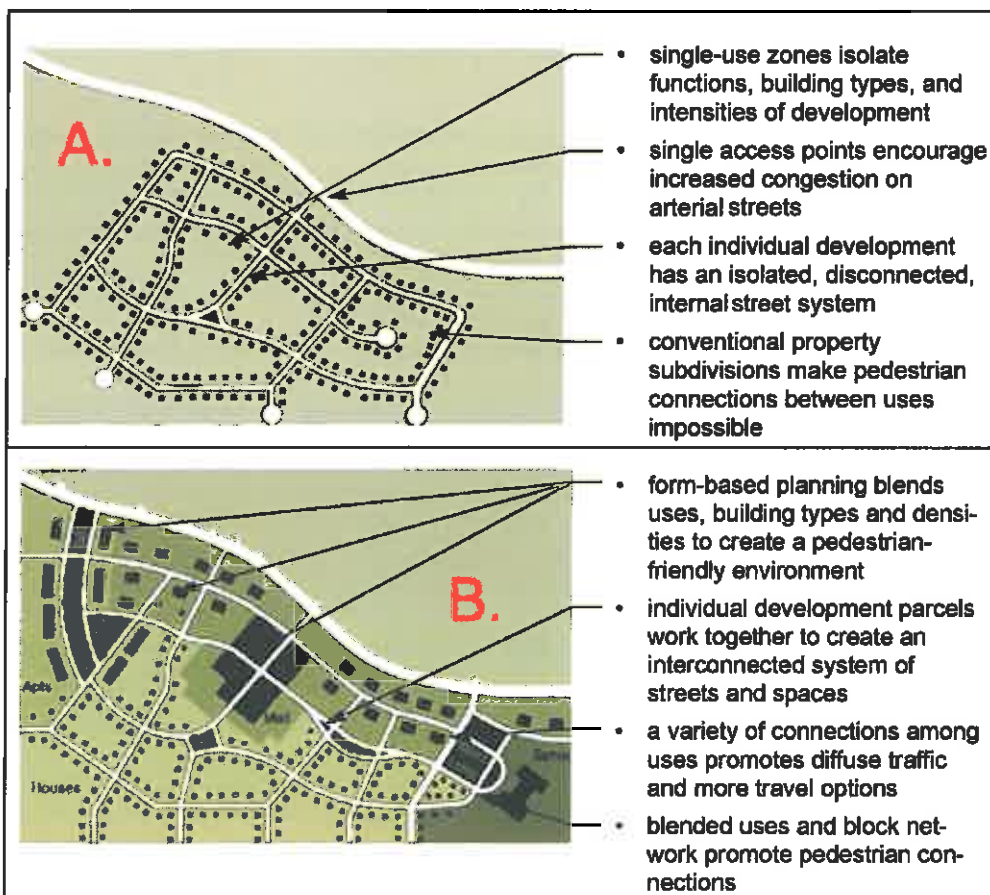 A.
• single-use zones isolate
functions, building types, and
intensities of development
• single access points encourage
increased congestion on
arterial streets
• each individual development
has an isolated, disconnected,
internal street system
• conventional property
subdivisions make pedestrian
connections between uses
impossible
B.
Apts
Mall
Houses
• form-based planning blends
uses, building types and densi-
ties to create a pedestrian-
friendly environment
• individual development parcels
work together to create an
interconnected system of
streets and spaces
• a variety of connections among
uses promotes diffuse traffic
and more travel options
• blended uses and block net-
work promote pedestrian con-
nections